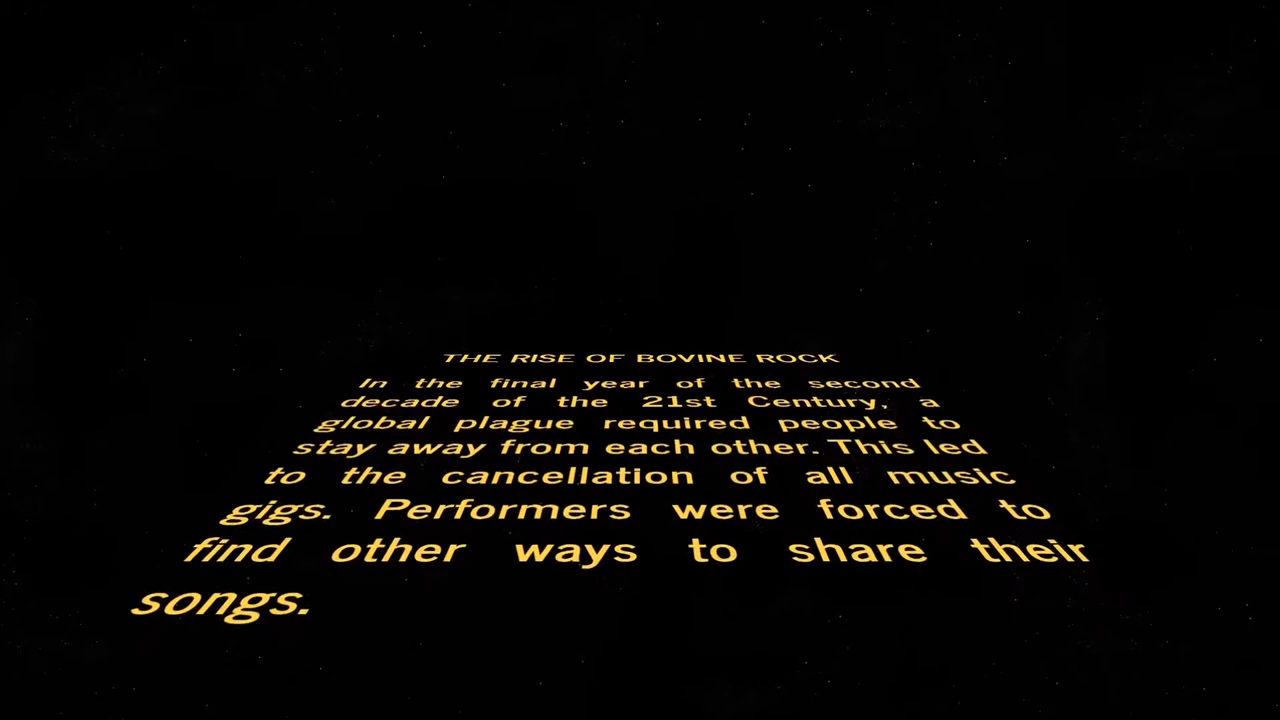 THE RISE OF BOVINE ROCK
In the final year of the second
decade of the 21st Century, a
global plague required people to
stay away from each other. This led
to the cancellation of all music
gigs. Performers were forced to
find other ways to share their
songs.